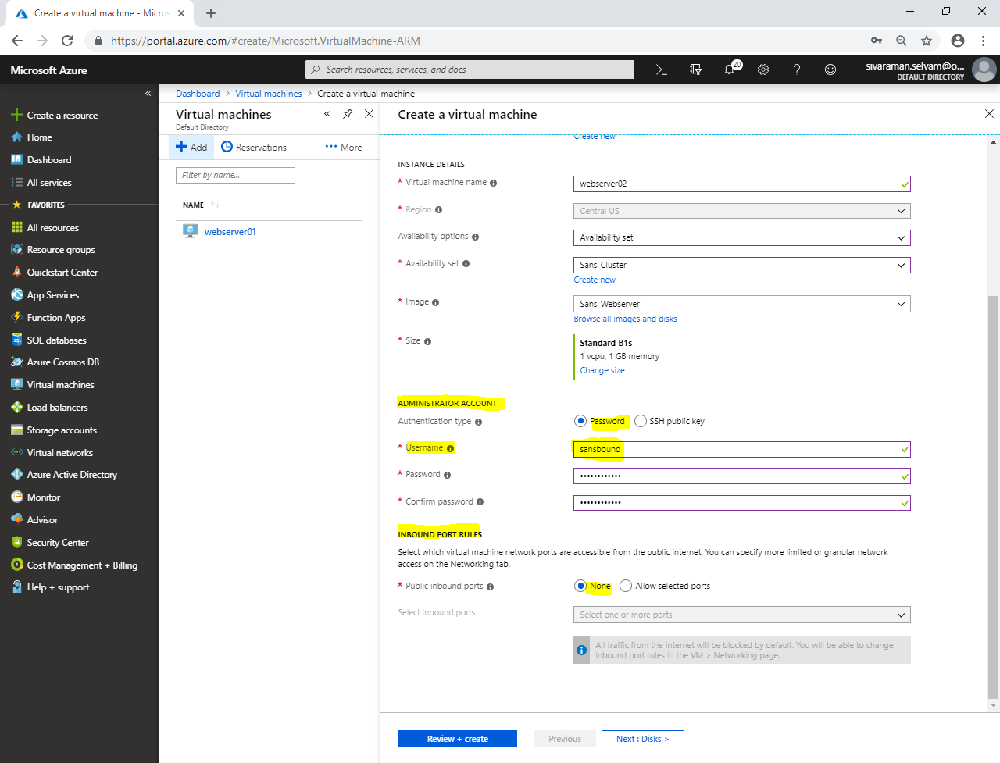 Create a virtual machine - Micros
https://portal.azure.com/#create/Microsoft.VirtualMachine-ARM
Microsoft Azure
Search resources, services, and docs
20
sivaraman.selvam@o...
DEFAULT DIRECTORY
Create a resource
Home
Dashboard
All services
FAVORITES
All resources
Resource groups
Quickstart Center
App Services
Function Apps
SQL databases
Azure Cosmos DB
Virtual machines
Load balancers
Storage accounts
Virtual networks
Azure Active Directory
Monitor
Advisor
Security Center
Cost Management + Billing
Help + support
Dashboard > Virtual machines > Create a virtual machine
Virtual machines
Default Directory
Add
Reservations
More
Filter by name...
NAME
webserver01
Create a virtual machine
Create new
INSTANCE DETAILS
* Virtual machine name
webserver02
* Region
Central US
Availability options
Availability set
* Availability set
Sans-Cluster
Create new
* Image
Sans-Webserver
Browse all images and disks
* Size
Standard B1s
1 vcpu, 1 GB memory
Change size
ADMINISTRATOR ACCOUNT
Authentication type
Password
SSH public key
* Username
sansbound
* Password
••••••••••••
* Confirm password
••••••••••••
INBOUND PORT RULES
Select which virtual machine network ports are accessible from the public internet. You can specify more limited or granular network
access on the Networking tab.
* Public inbound ports
None
Allow selected ports
Select inbound ports
Select one or more ports
All traffic from the internet will be blocked by default. You will be able to change
inbound port rules in the VM > Networking page.
Review + create
Previous
Next : Disks >